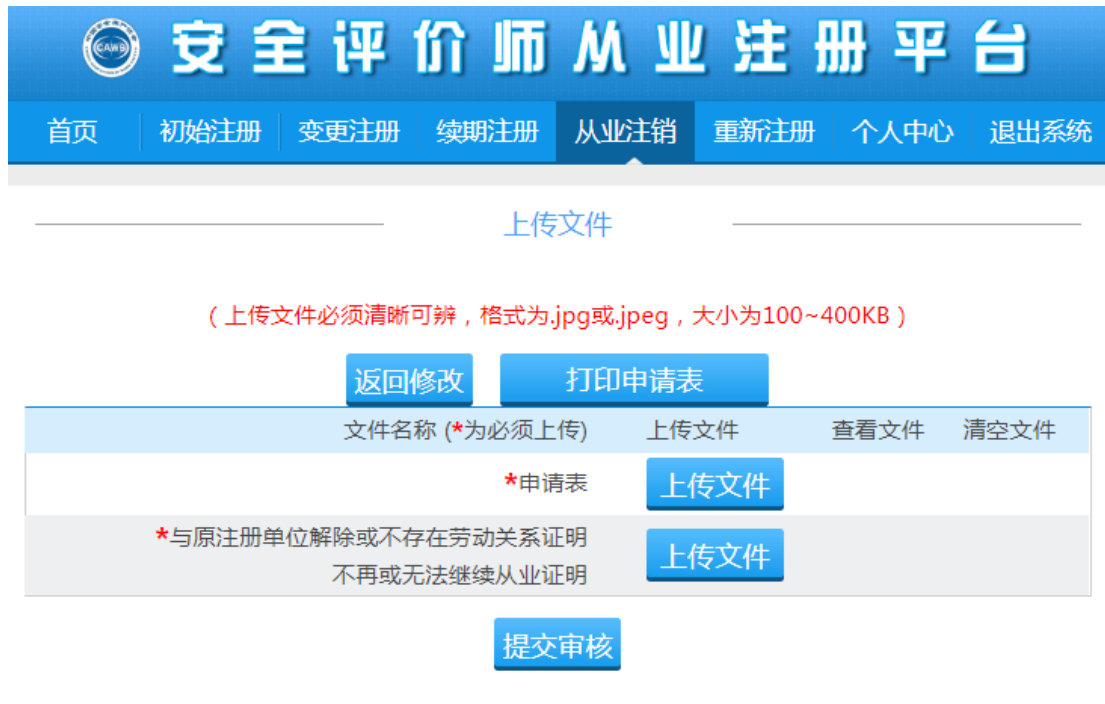 CAWS 安全评价师从业注册平台
首页 初始注册 变更注册 续期注册 从业注销 重新注册 个人中心 退出系统
上传文件
(上传文件必须清晰可辨，格式为.jpg或.jpeg，大小为100~400KB)
返回修改 打印申请表
文件名称 (*为必须上传) 上传文件 查看文件 清空文件
*申请表 上传文件
*与原注册单位解除或不存在劳动关系证明
不再或无法继续从业证明
上传文件
提交审核